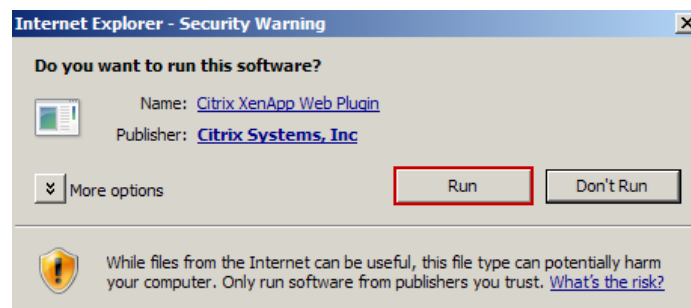 Internet Explorer - Security Warning
Do you want to run this software?
Name: Citrix XenApp Web Plugin
Publisher: Citrix Systems, Inc
More options
Run
Don't Run
While files from the Internet can be useful, this file type can potentially harm
your computer. Only run software from publishers you trust. What's the risk?